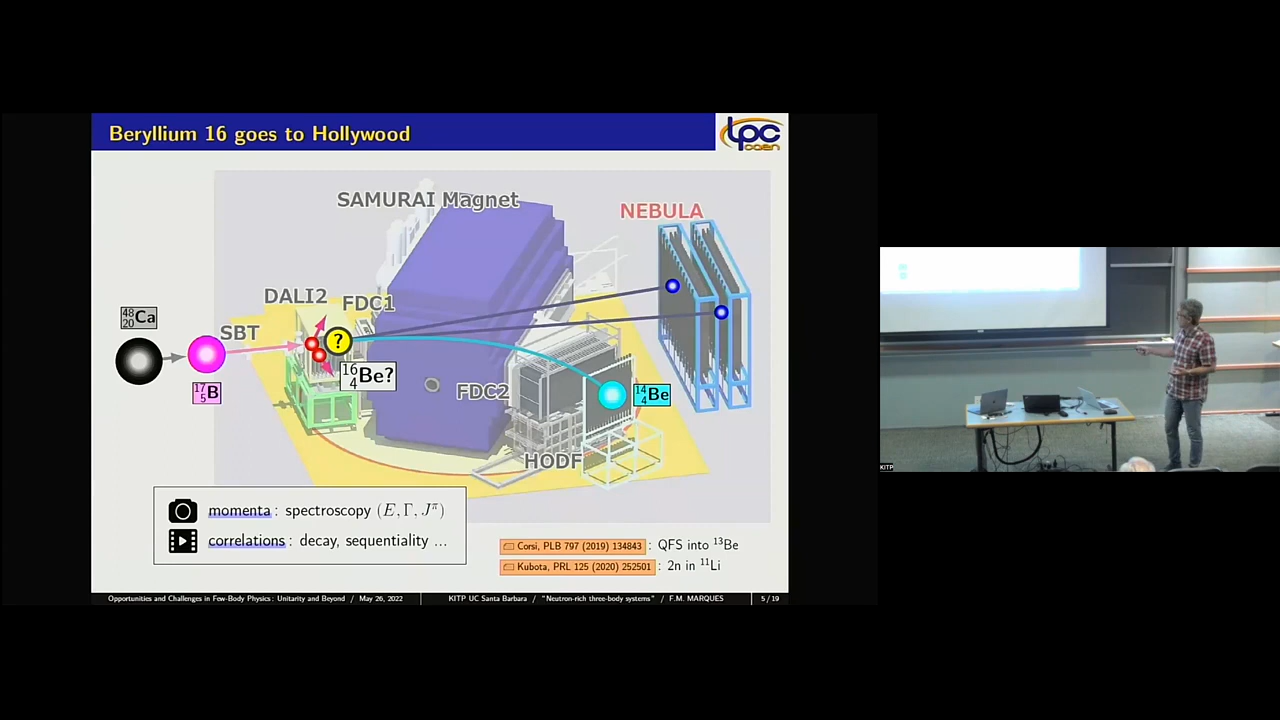 Beryllium 16 goes to Hollywood
LPC
caen
SAMURAI Magnet
NEBULA
DALI2
FDC1
48
20
Ca
SBT
?
16
4
Be?
17
5
B
FDC2
14
4
Be
HODF
momenta : spectroscopy (E, Γ, J^π)
correlations : decay, sequentiality ...
Corsi, PLB 797 (2019) 134843 : QFS into ¹³Be
Kubota, PRL 125 (2020) 252501 : 2n in ¹¹Li
Opportunities and Challenges in Few-Body Physics: Unitarity and Beyond / May 26, 2022
KITP UC Santa Barbara / "Neutron-rich three-body systems" / F.M. MARQUES
5 / 19
KITP